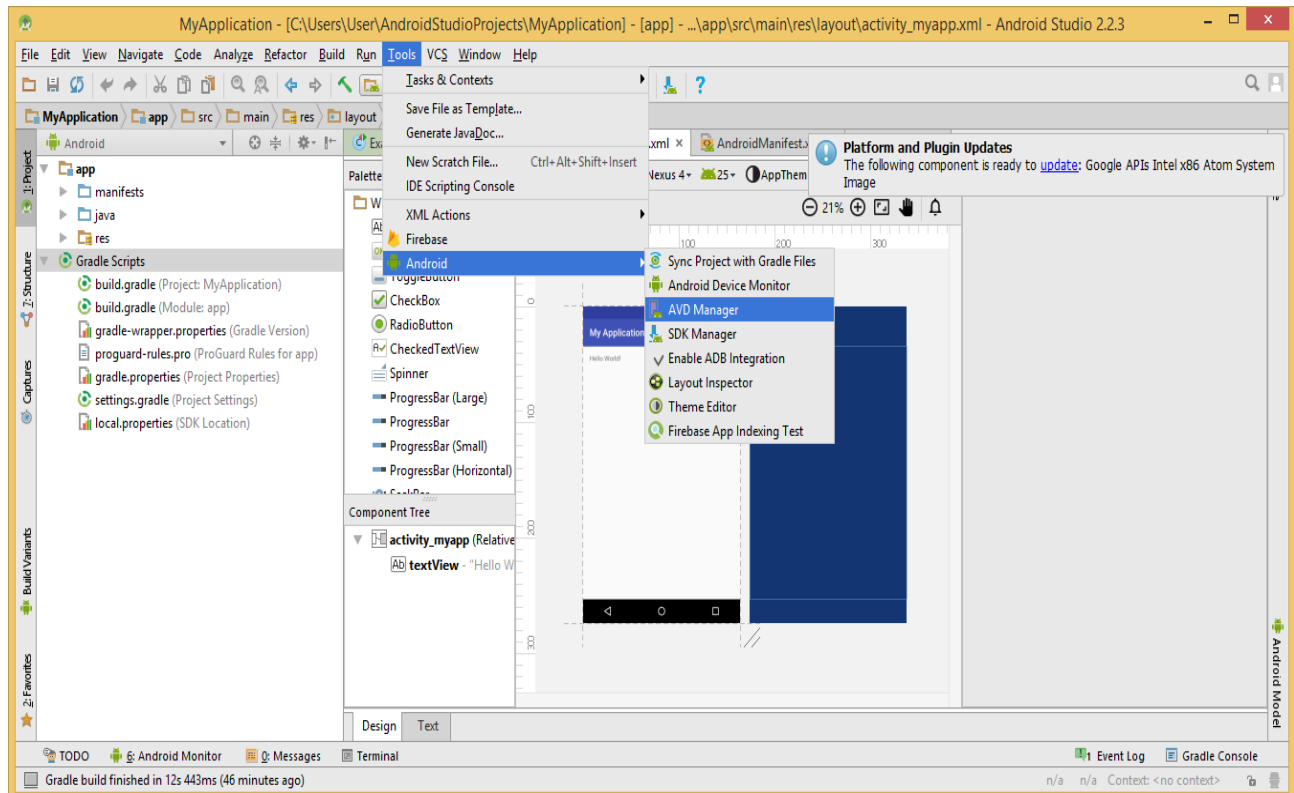 MyApplication - [C:\Users\User\AndroidStudioProjects\MyApplication] - [app] - ...\app\src\main\res\layout\activity_myapp.xml - Android Studio 2.2.3
File Edit View Navigate Code Analyze Refactor Build Run Tools VCS Window Help
MyApplication app src main res layout
Tasks & Contexts
Save File as Template...
Generate JavaDoc...
New Scratch File... Ctrl+Alt+Shift+Insert
IDE Scripting Console
XML Actions
Firebase
Android
Sync Project with Gradle Files
Android Device Monitor
AVD Manager
SDK Manager
Enable ADB Integration
Layout Inspector
Theme Editor
Firebase App Indexing Test
Android
.xml
Platform and Plugin Updates
The following component is ready to update: Google APIs Intel x86 Atom System
Image
Nexus 4 25
21%
100 200 300
1: Project
7: Structure
Captures
Build Variants
2: Favorites
app
manifests
java
res
Gradle Scripts
build.gradle (Project: MyApplication)
build.gradle (Module: app)
gradle-wrapper.properties (Gradle Version)
proguard-rules.pro (ProGuard Rules for app)
gradle.properties (Project Properties)
settings.gradle (Project Settings)
local.properties (SDK Location)
Palette
CheckBox
RadioButton
CheckedTextView
Spinner
ProgressBar (Large)
ProgressBar
ProgressBar (Small)
ProgressBar (Horizontal)
Component Tree
activity_myapp (Relative
textView - "Hello W
0
100
200
300
My Application
Hello World!
Android Model
Design Text
TODO 6: Android Monitor 0: Messages Terminal
1 Event Log Gradle Console
Gradle build finished in 12s 443ms (46 minutes ago)
n/a n/a Context: <no context>